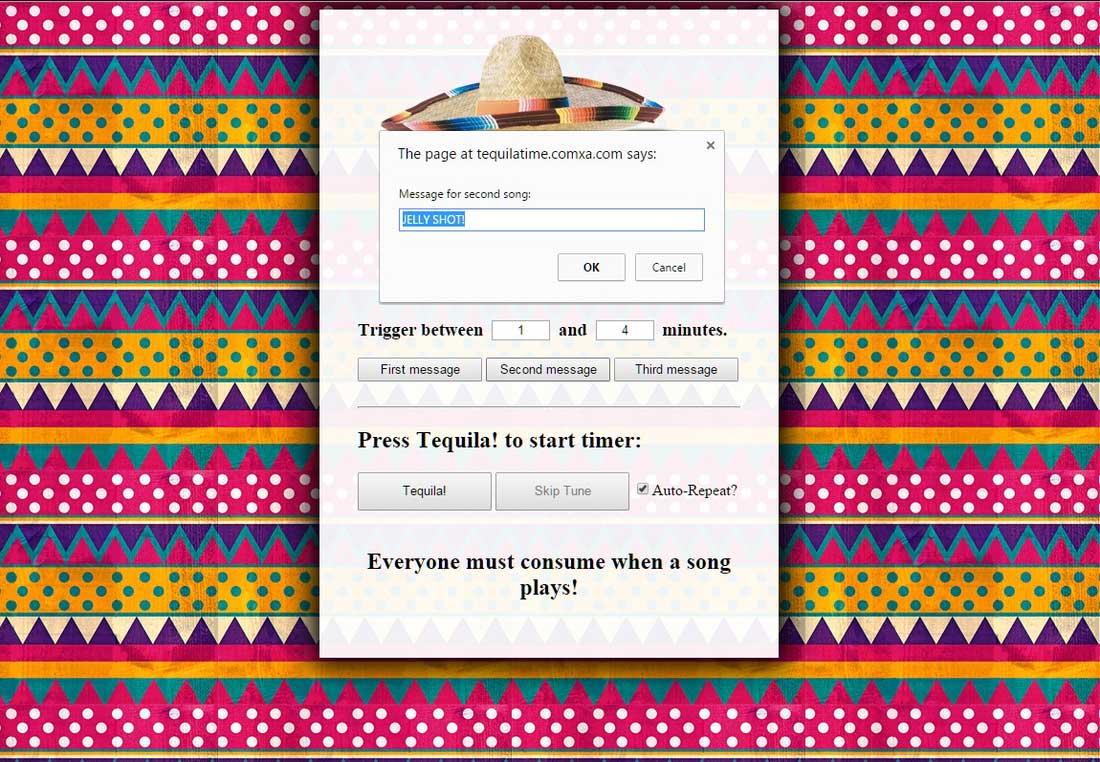 The page at tequilatime.comxa.com says:
Message for second song:
JELLY SHOT!
OK Cancel
Trigger between 1 and 4 minutes.
First message Second message Third message
Press Tequila! to start timer:
Tequila! Skip Tune Auto-Repeat?
Everyone must consume when a song
plays!